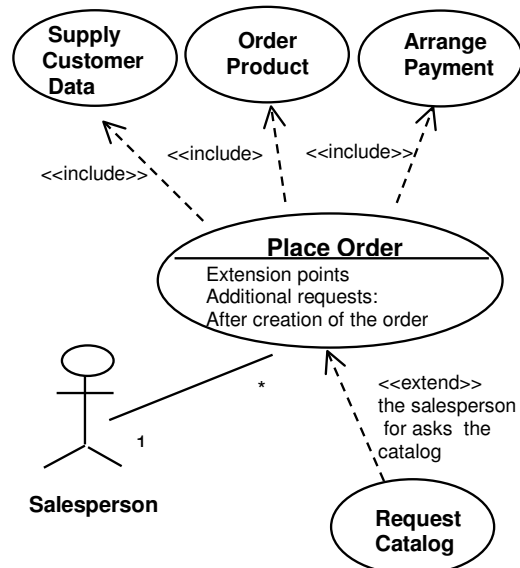 Supply
Customer
Data
Order
Product
Arrange
Payment
<<include>>
<<include>
<<include>>
Place Order
Extension points
Additional requests:
After creation of the order
<<extend>>
the salesperson
for asks the
catalog
*
1
Salesperson
Request
Catalog